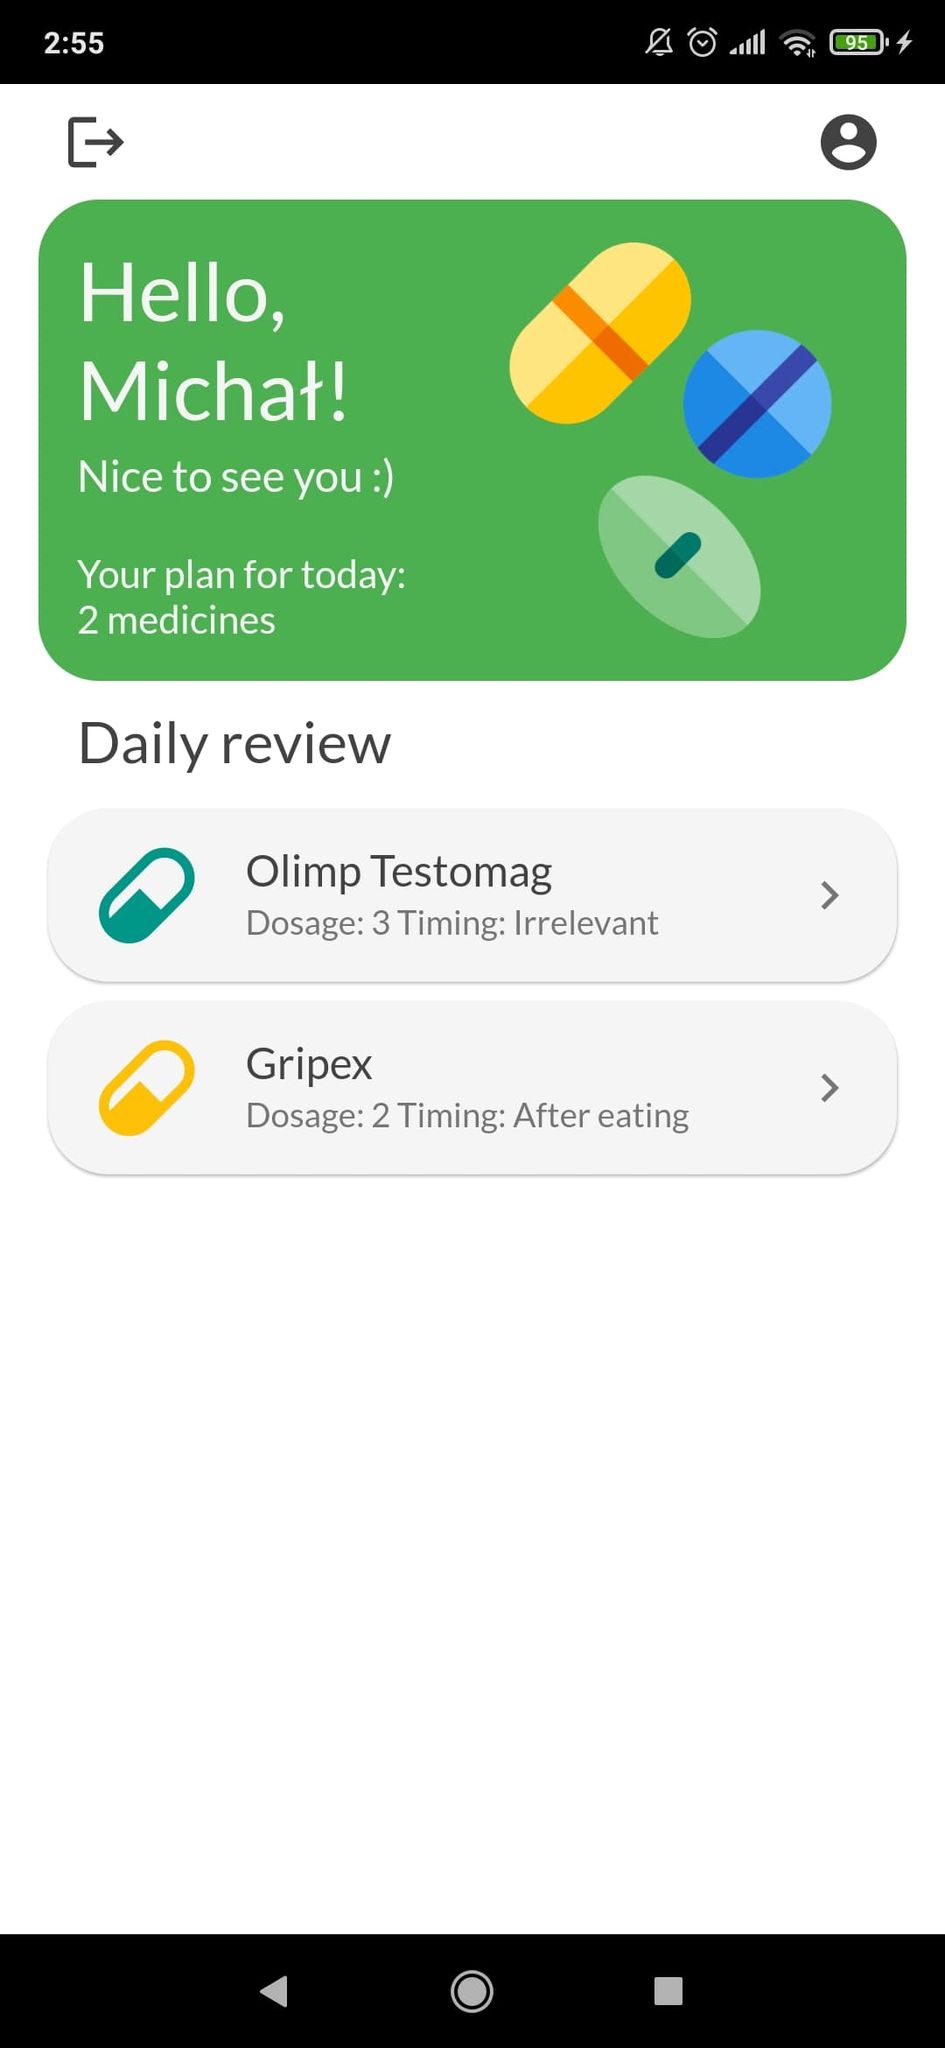 2:55
95
Hello,
Michał!
Nice to see you :)
Your plan for today:
2 medicines
Daily review
Olimp Testomag
Dosage: 3 Timing: Irrelevant
Gripex
Dosage: 2 Timing: After eating